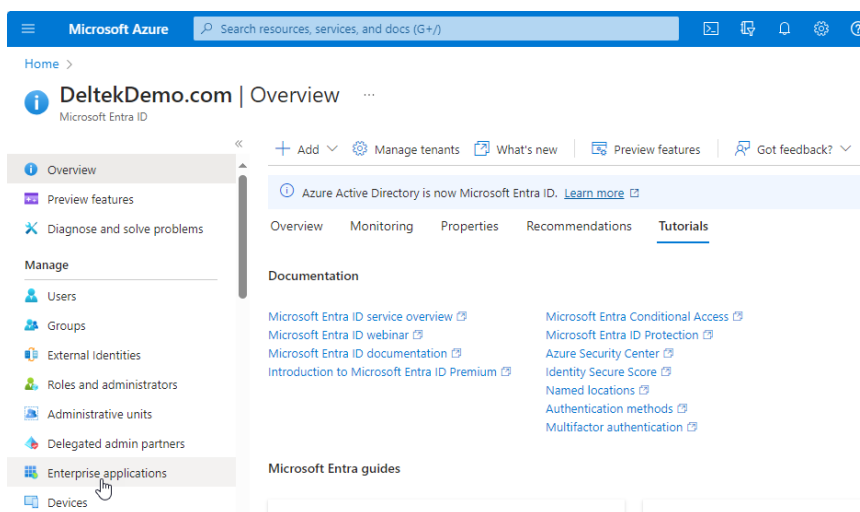 Microsoft Azure
Search resources, services, and docs (G+/)
Home >
DeltekDemo.com | Overview ...
Microsoft Entra ID
«
Overview
Preview features
Diagnose and solve problems
Manage
Users
Groups
External Identities
Roles and administrators
Administrative units
Delegated admin partners
Enterprise applications
Devices
+ Add Manage tenants What's new Preview features Got feedback?
Azure Active Directory is now Microsoft Entra ID. Learn more
Overview Monitoring Properties Recommendations Tutorials
Documentation
Microsoft Entra ID service overview
Microsoft Entra ID webinar
Microsoft Entra ID documentation
Introduction to Microsoft Entra ID Premium
Microsoft Entra Conditional Access
Microsoft Entra ID Protection
Azure Security Center
Identity Secure Score
Named locations
Authentication methods
Multifactor authentication
Microsoft Entra guides